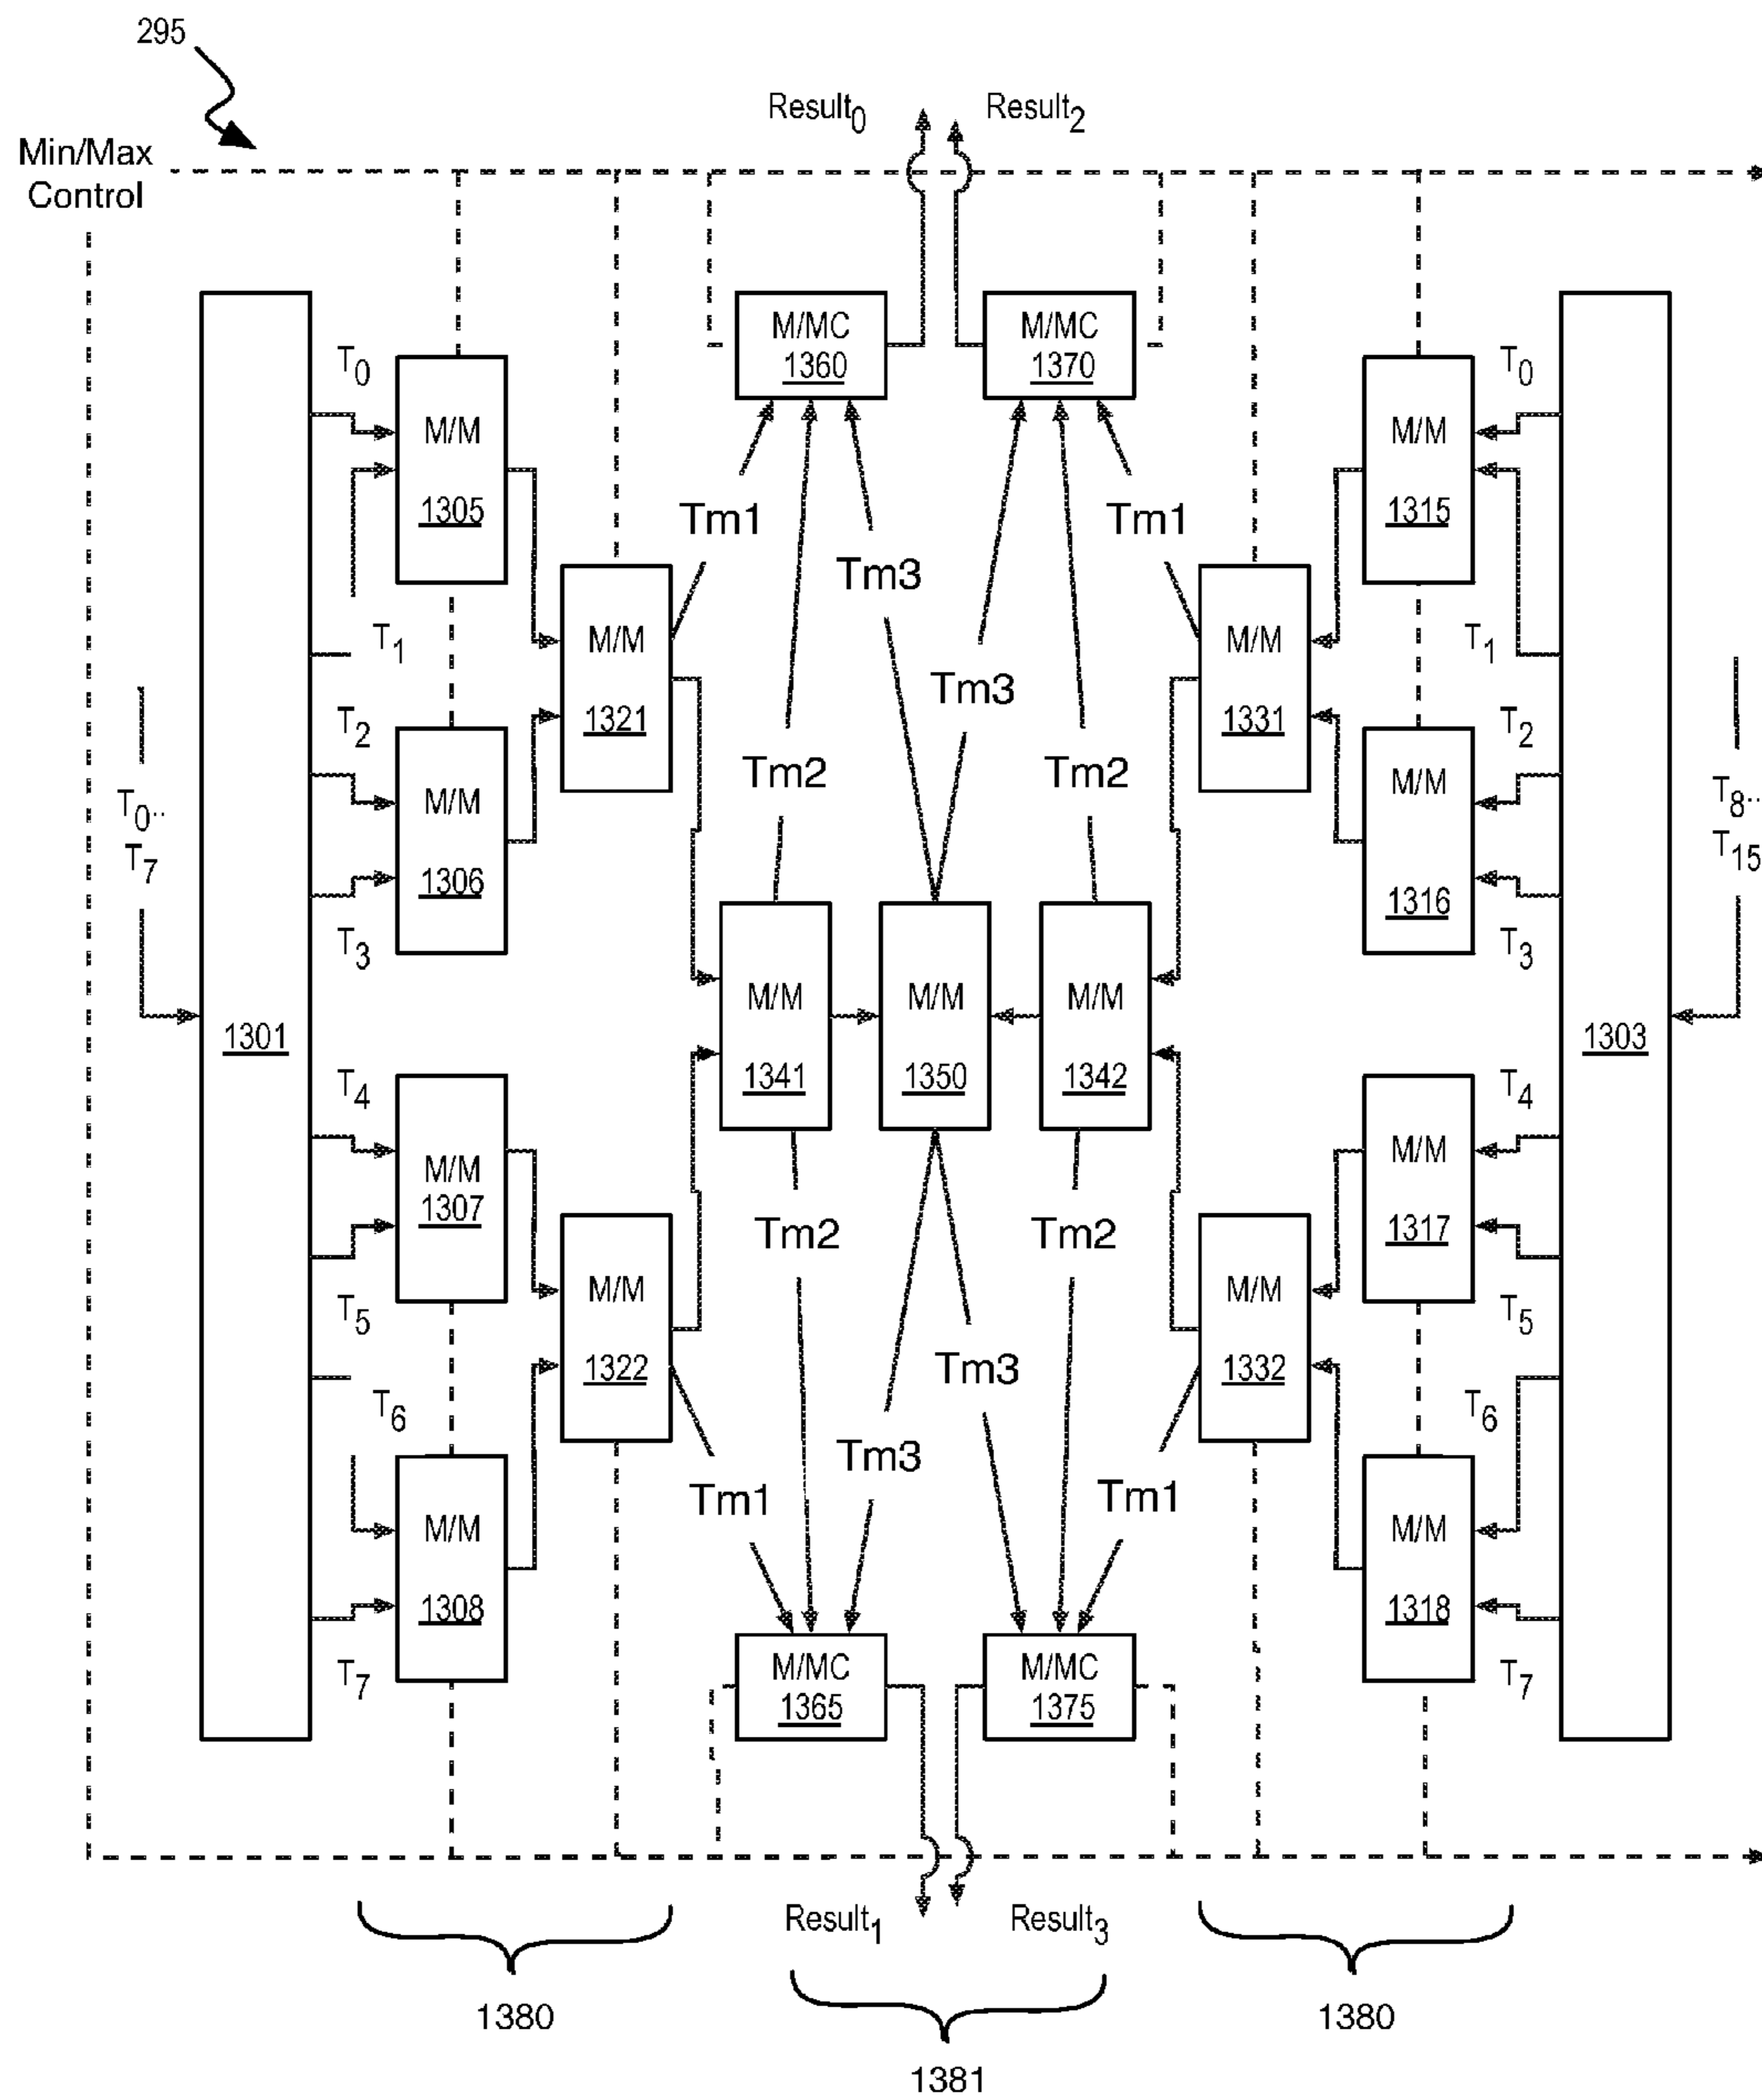 295
Result0 Result2
Min/Max
Control
M/MC
1360
M/MC
1370
T0
M/M
1305
Tm1
Tm3
Tm1
M/M
1315
T0
T1
M/M
1321
Tm3
M/M
1331
T1
T2
M/M
1306
Tm2
Tm2
M/M
1316
T2
T0..
T7
T8..
T15
T3
T3
1301
M/M
1341
M/M
1350
M/M
1342
1303
T4
M/M
1307
Tm2
Tm2
M/M
1317
T4
T5
M/M
1322
Tm3
M/M
1332
T5
T6
Tm3
T6
M/M
1308
Tm1
Tm1
M/M
1318
T7
M/MC
1365
M/MC
1375
T7
Result1 Result3
1380
1380
1381